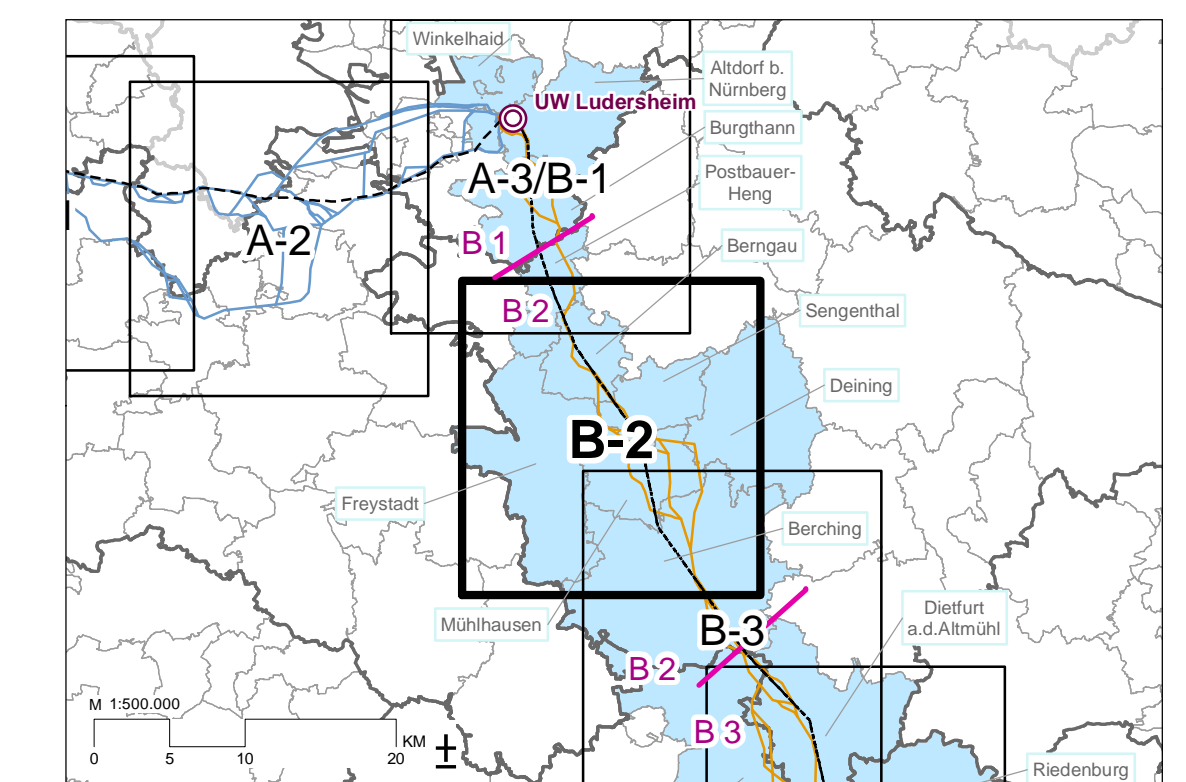 Winkelhaid
Altdorf b.
Nürnberg
UW Ludersheim
Burgthann
A-3/B-1
Postbauer-
Heng
B 1
A-2
Berngau
B 2
Sengenthal
Deining
B-2
Freystadt
Berching
Mühlhausen
Dietfurt
a.d.Altmühl
B-3
B 2
M 1:500.000
B 3
KM
0
5
10
20
Riedenburg